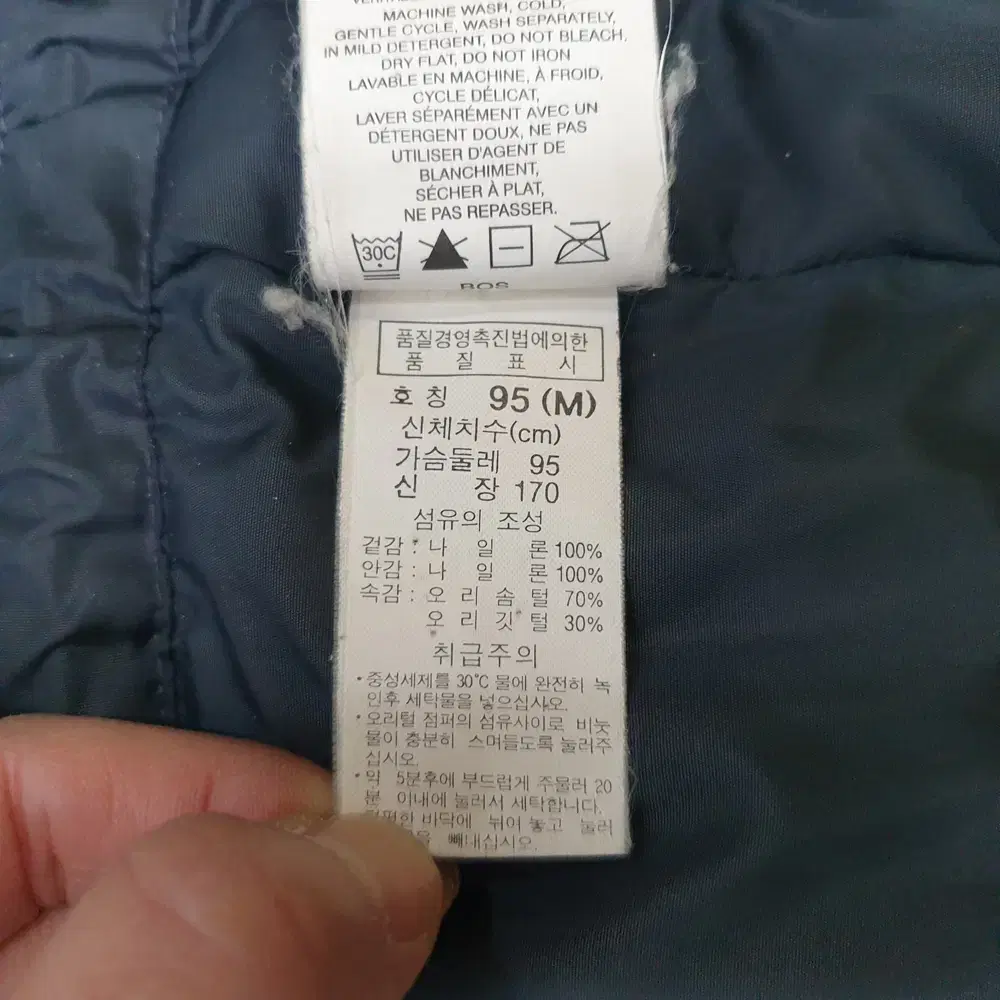 MACHINE WASH, COLD,
GENTLE CYCLE, WASH SEPARATELY,
IN MILD DETERGENT, DO NOT BLEACH,
DRY FLAT, DO NOT IRON
LAVABLE EN MACHINE, À FROID,
CYCLE DÉLICAT,
LAVER SÉPARÉMENT AVEC UN
DÉTERGENT DOUX, NE PAS
UTILISER D'AGENT DE
BLANCHIMENT,
SÉCHER À PLAT,
NE PAS REPASSER.
30C
품질경영촉진법에의한
품 질 표 시
호 칭 95 (M)
신체치수(cm)
가슴둘레 95
신 장 170
섬유의 조성
겉감 : 나 일 론 100%
안감 : 나 일 론 100%
속감 : 오 리 솜 털 70%
오 리 깃 털 30%
취급주의
•중성세제를 30°C 물에 완전히 녹
인후 세탁물을 넣으십시오.
•오리털 점퍼의 섬유사이로 비눗
물이 충분히 스며들도록 눌러주
십시오.
•약 5분후에 부드럽게 주물러 20
분 이내에 눌러서 세탁합니다.
바닥에 뉘어 놓고 눌러
빼내십시오.